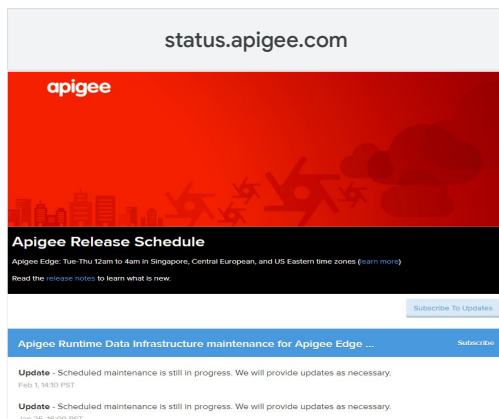 status.apigee.com
apigee
Apigee Release Schedule
Apigee Edge: Tue-Thu 12am to 4am in Singapore, Central European, and US Eastern time zones (learn more)
Read the release notes to learn what is new.
Subscribe To Updates
Apigee Runtime Data Infrastructure maintenance for Apigee Edge ...
Subscribe
Update - Scheduled maintenance is still in progress. We will provide updates as necessary.
Feb 1, 14:10 PST
Update - Scheduled maintenance is still in progress. We will provide updates as necessary.